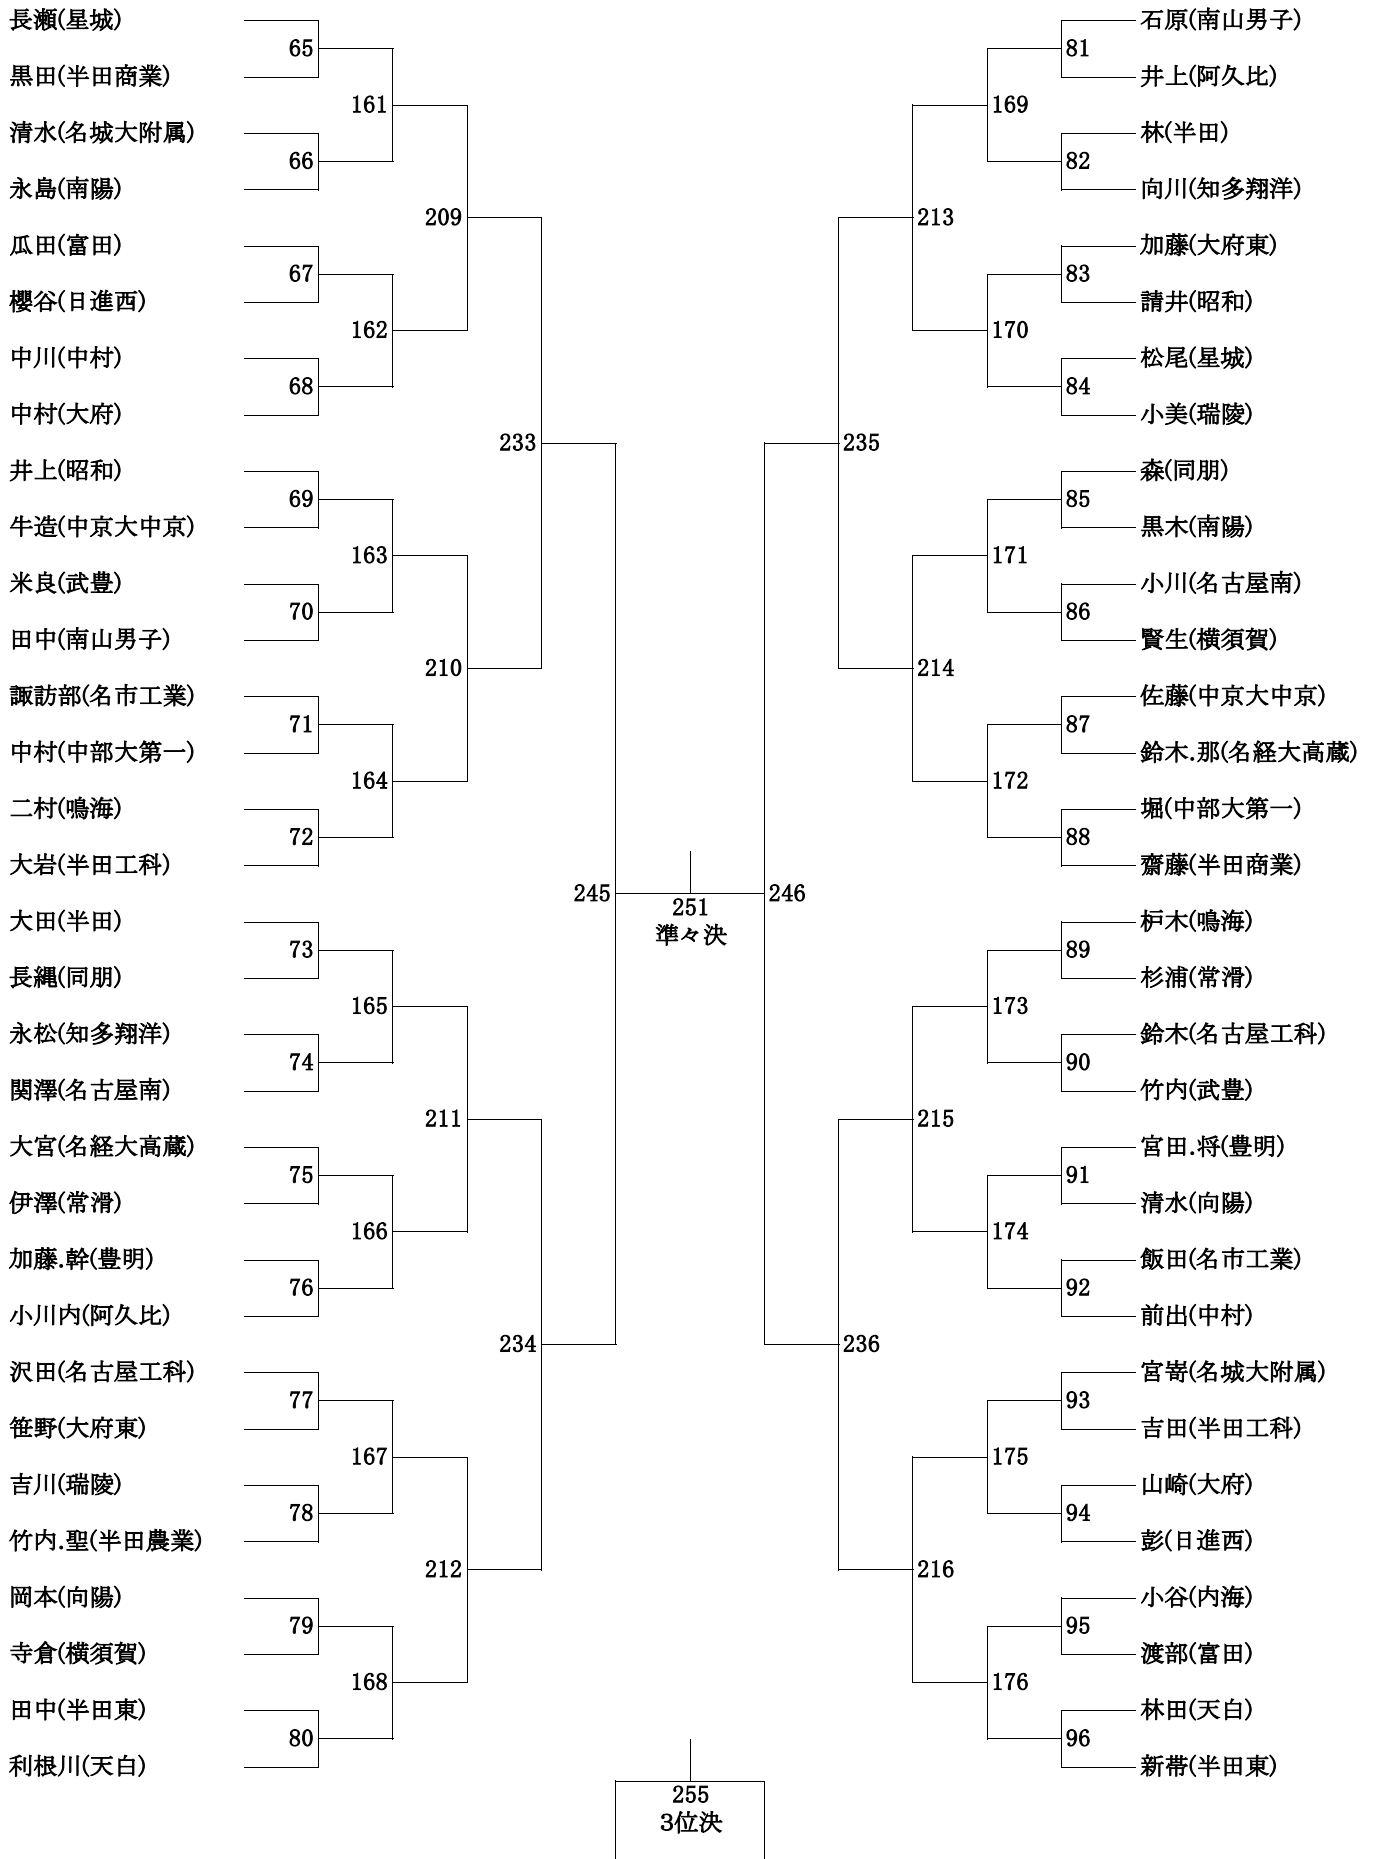 長瀬(星城)
65
黒田(半田商業)
161
清水(名城大附属)
66
永島(南陽)
209
瓜田(富田)
67
櫻谷(日進西)
162
中川(中村)
68
中村(大府)
233
井上(昭和)
69
牛造(中京大中京)
163
米良(武豊)
70
田中(南山男子)
210
諏訪部(名市工業)
71
中村(中部大第一)
164
二村(鳴海)
72
大岩(半田工科)
245
大田(半田)
73
長縄(同朋)
165
永松(知多翔洋)
74
関澤(名古屋南)
211
大宮(名経大高蔵)
75
伊澤(常滑)
166
加藤.幹(豊明)
76
小川内(阿久比)
234
沢田(名古屋工科)
77
笹野(大府東)
167
吉川(瑞陵)
78
竹内.聖(半田農業)
212
岡本(向陽)
79
寺倉(横須賀)
168
田中(半田東)
80
利根川(天白)
251
準々決
255
3位決
石原(南山男子)
81
井上(阿久比)
169
林(半田)
82
向川(知多翔洋)
213
加藤(大府東)
83
請井(昭和)
170
松尾(星城)
84
小美(瑞陵)
235
森(同朋)
85
黒木(南陽)
171
小川(名古屋南)
86
賢生(横須賀)
214
佐藤(中京大中京)
87
鈴木.那(名経大高蔵)
172
堀(中部大第一)
88
齋藤(半田商業)
246
枦木(鳴海)
89
杉浦(常滑)
173
鈴木(名古屋工科)
90
竹内(武豊)
215
宮田.将(豊明)
91
清水(向陽)
174
飯田(名市工業)
92
前出(中村)
236
宮嵜(名城大附属)
93
吉田(半田工科)
175
山崎(大府)
94
彭(日進西)
216
小谷(内海)
95
渡部(富田)
176
林田(天白)
96
新帯(半田東)